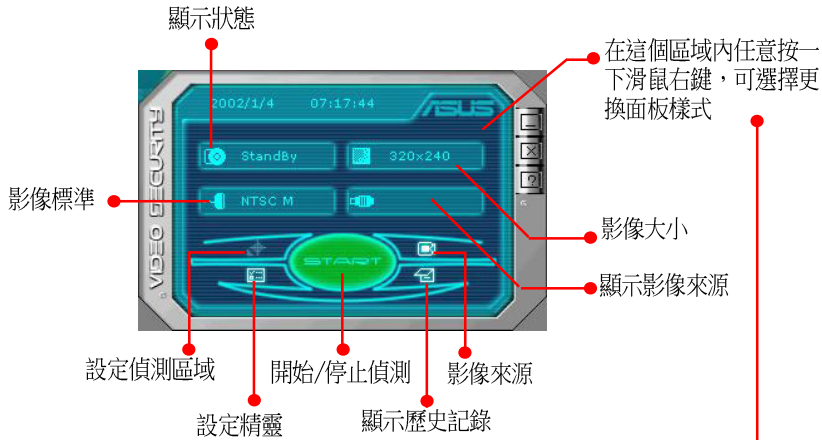 顯示狀態
在這個區域內任意按一
下滑鼠右鍵，可選擇更
換面板樣式
2002/1/4 07:17:44
ASUS
VIDEO SECURITY
StandBy
320x240
影像標準
NTSC M
?
影像大小
START
顯示影像來源
設定偵測區域
開始/停止偵測
影像來源
設定精靈
顯示歷史記錄